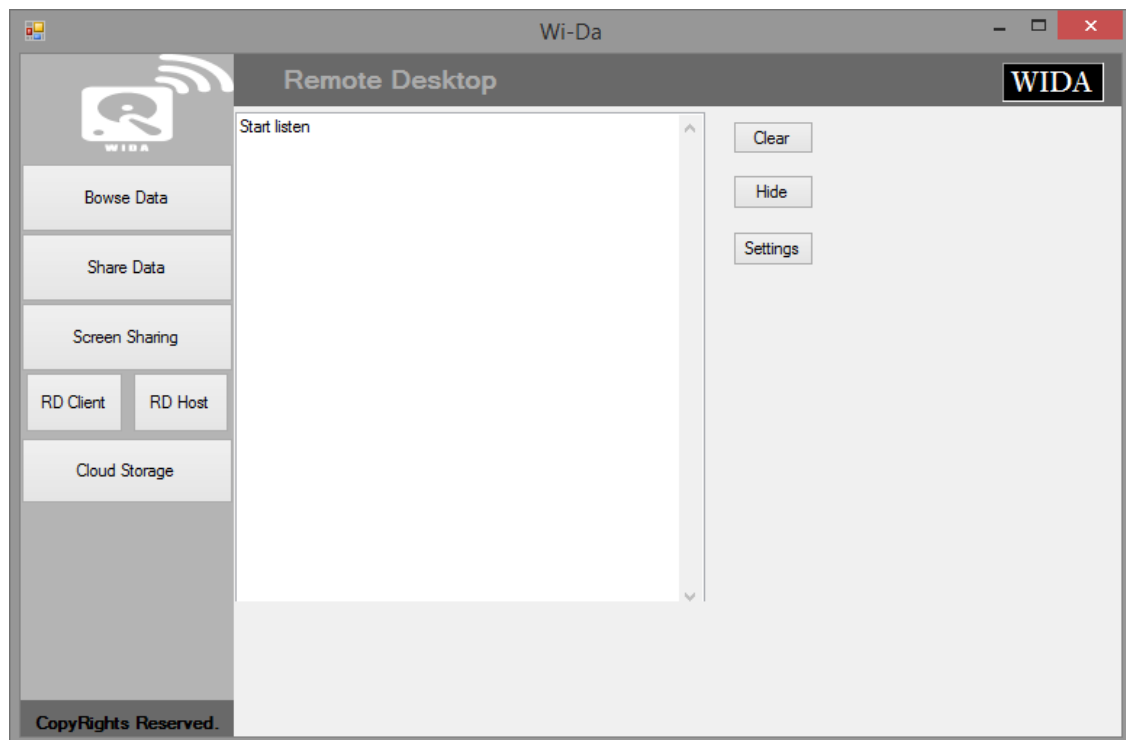 Wi-Da
Remote Desktop
WIDA
WIDA
Start listen
Clear
Hide
Settings
Bowse Data
Share Data
Screen Sharing
RD Client
RD Host
Cloud Storage
CopyRights Reserved.